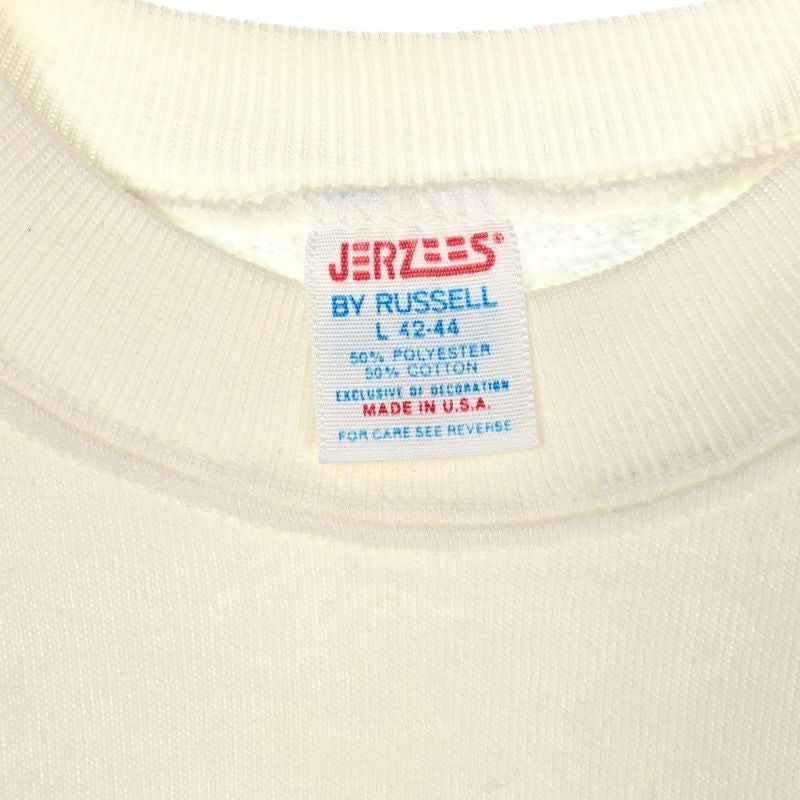 JERZEES®
BY RUSSELL
L 42-44
50% POLYESTER
50% COTTON
EXCLUSIVE OF DECORATION
MADE IN U.S.A.
FOR CARE SEE REVERSE